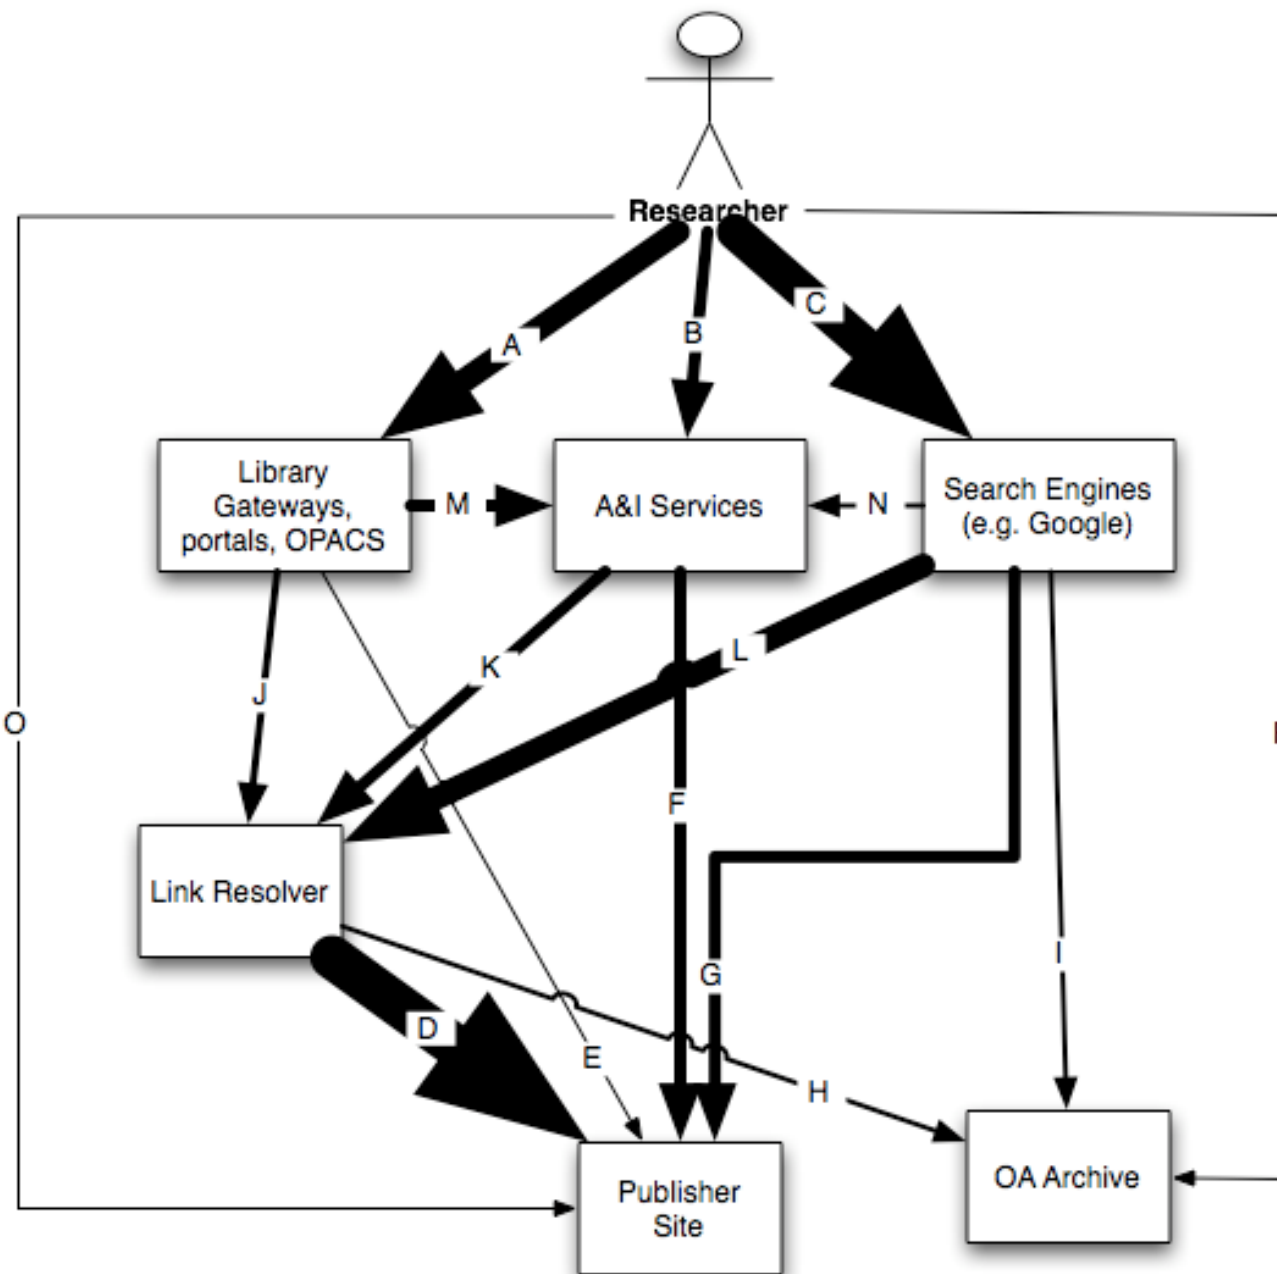 Researcher
A
B
C
Library
Gateways,
portals, OPACS
M
A&I Services
N
Search Engines
(e.g. Google)
J
K
L
O
F
Link Resolver
G
I
D
E
H
Publisher
Site
OA Archive